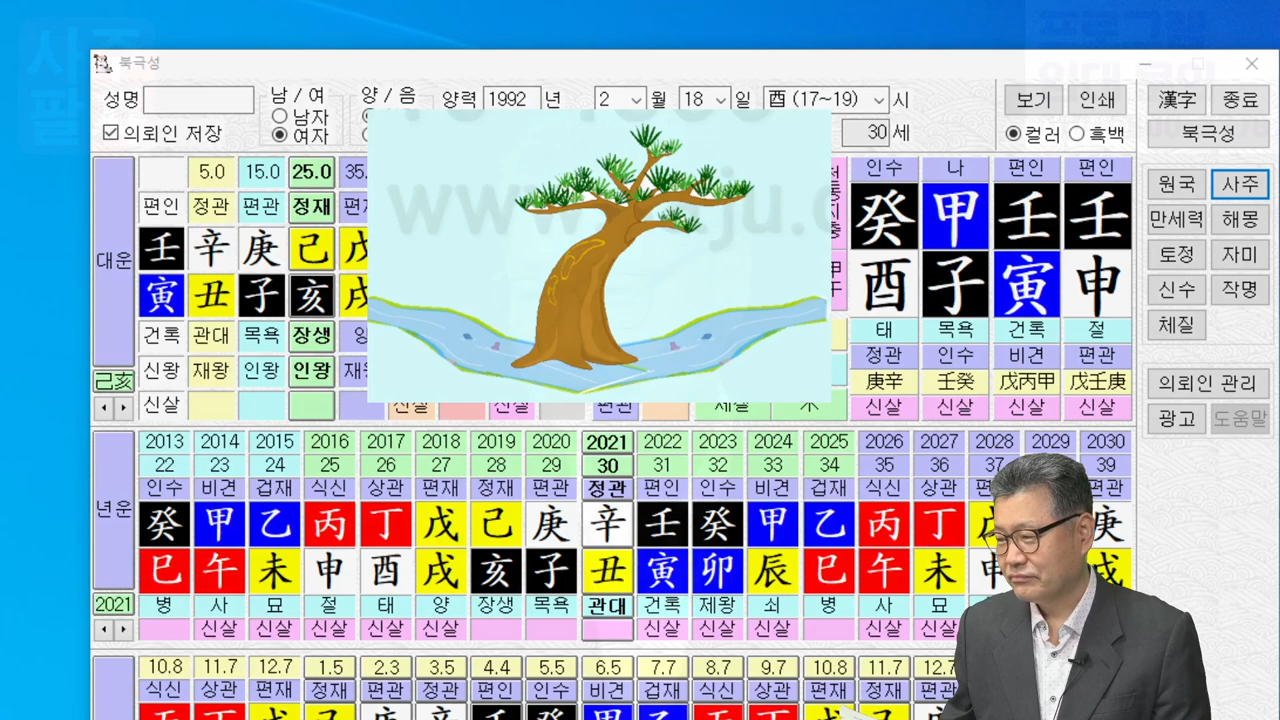 북극성
성명 남 / 여 양 / 음 양력 1992 년 2 월 18 일 酉 (17~19) 시 보기 인쇄 漢字 종료
의뢰인 저장 남자 여자 30 세 컬러 흑백 북극성
5.0 15.0 25.0 35. 인수 나 편인 편인 원국 사주
편인 정관 편관 정재 癸 甲 壬 壬 만세력 해몽
대운 壬 辛 庚 己 戊 酉 子 寅 申 토정 자미
寅 丑 子 亥 戌 신수 작명
건록 관대 목욕 장생 양 태 목욕 건록 절 체질
己亥 신왕 재왕 인왕 인왕 정관 인수 비견 편관
庚辛 壬癸 戊丙甲 戊壬庚 의뢰인 관리
신살 신살 신살 신살 신살 광고 도움말
2013 2014 2015 2016 2017 2018 2019 2020 2021 2022 2023 2024 2025 2026 2027 2028 2029 2030
22 23 24 25 26 27 28 29 30 31 32 33 34 35 36 37 39
년운 인수 비견 겁재 식신 상관 편재 정재 편관 정관 편인 인수 비견 겁재 식신 상관 편관
癸 甲 乙 丙 丁 戊 己 庚 辛 壬 癸 甲 乙 丙 丁 戊 庚
巳 午 未 申 酉 戌 亥 子 丑 寅 卯 辰 巳 午 未 申 戌
2021 병 사 묘 절 태 양 장생 목욕 관대 건록 제왕 쇠 병 사 묘
신살 신살 신살 신살 신살 신살 신살 신살 신살 신살
10.8 11.7 12.7 1.5 2.3 3.5 4.4 5.5 6.5 7.7 8.7 9.7 10.8 11.7 12.7
식신 상관 편재 정재 편관 정관 편인 인수 비견 겁재 식신 상관 편재 정재 편관